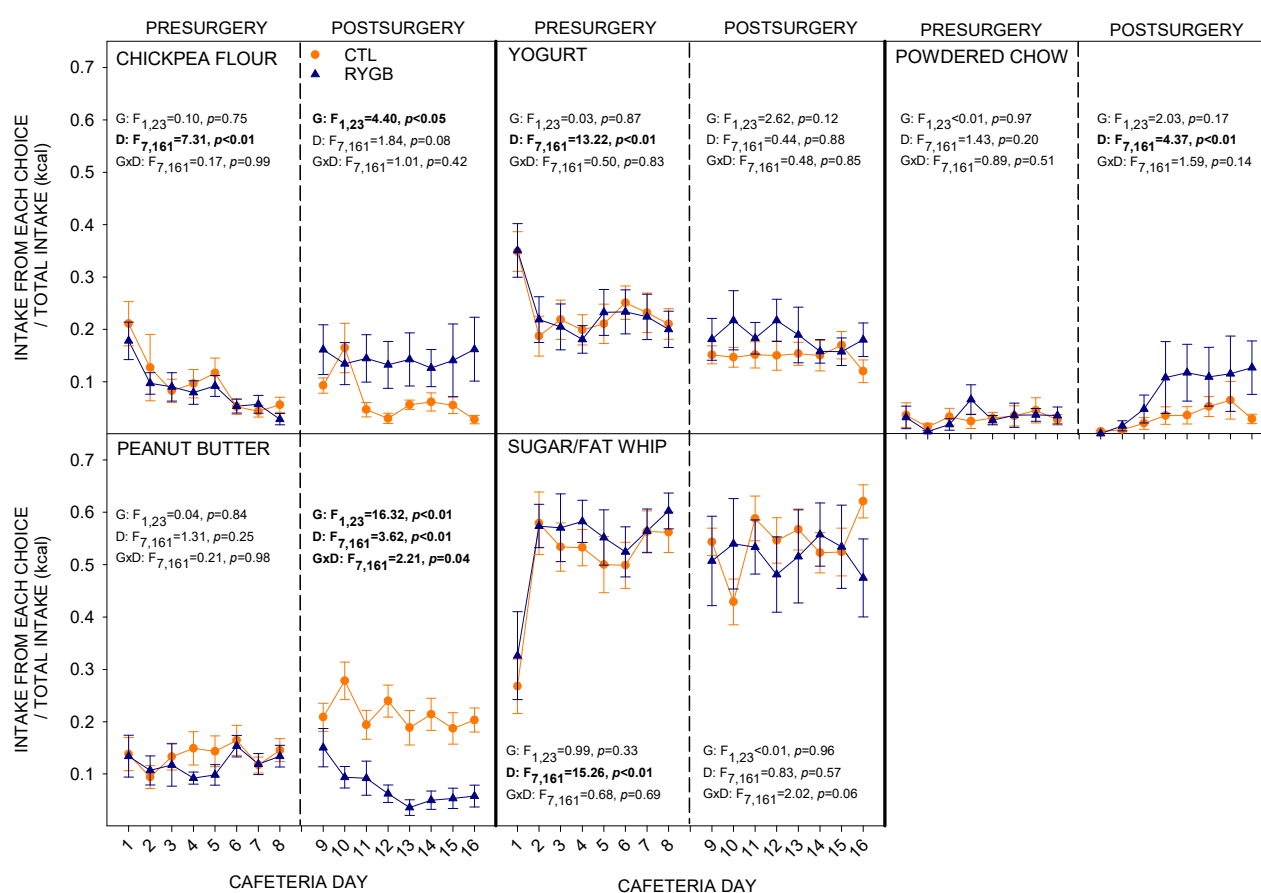 PRESURGERY POSTSURGERY PRESURGERY POSTSURGERY PRESURGERY POSTSURGERY
CHICKPEA FLOUR
CTL
RYGB
YOGURT
POWDERED CHOW
G: F1,23=0.10, p=0.75
D: F7,161=7.31, p<0.01
GxD: F7,161=0.17, p=0.99
G: F1,23=4.40, p<0.05
D: F7,161=1.84, p=0.08
GxD: F7,161=1.01, p=0.42
G: F1,23=0.03, p=0.87
D: F7,161=13.22, p<0.01
GxD: F7,161=0.50, p=0.83
G: F1,23=2.62, p=0.12
D: F7,161=0.44, p=0.88
GxD: F7,161=0.48, p=0.85
G: F1,23<0.01, p=0.97
D: F7,161=1.43, p=0.20
GxD: F7,161=0.89, p=0.51
G: F1,23=2.03, p=0.17
D: F7,161=4.37, p<0.01
GxD: F7,161=1.59, p=0.14
INTAKE FROM EACH CHOICE
/ TOTAL INTAKE (kcal)
0.7
0.6
0.5
0.4
0.3
0.2
0.1
PEANUT BUTTER
SUGAR/FAT WHIP
G: F1,23=0.04, p=0.84
D: F7,161=1.31, p=0.25
GxD: F7,161=0.21, p=0.98
G: F1,23=16.32, p<0.01
D: F7,161=3.62, p<0.01
GxD: F7,161=2.21, p=0.04
G: F1,23=0.99, p=0.33
D: F7,161=15.26, p<0.01
GxD: F7,161=0.68, p=0.69
G: F1,23<0.01, p=0.96
D: F7,161=0.83, p=0.57
GxD: F7,161=2.02, p=0.06
INTAKE FROM EACH CHOICE
/ TOTAL INTAKE (kcal)
0.7
0.6
0.5
0.4
0.3
0.2
0.1
1 2 3 4 5 6 7 8 9 10 11 12 13 14 15 16 1 2 3 4 5 6 7 8 9 10 11 12 13 14 15 16
CAFETERIA DAY CAFETERIA DAY